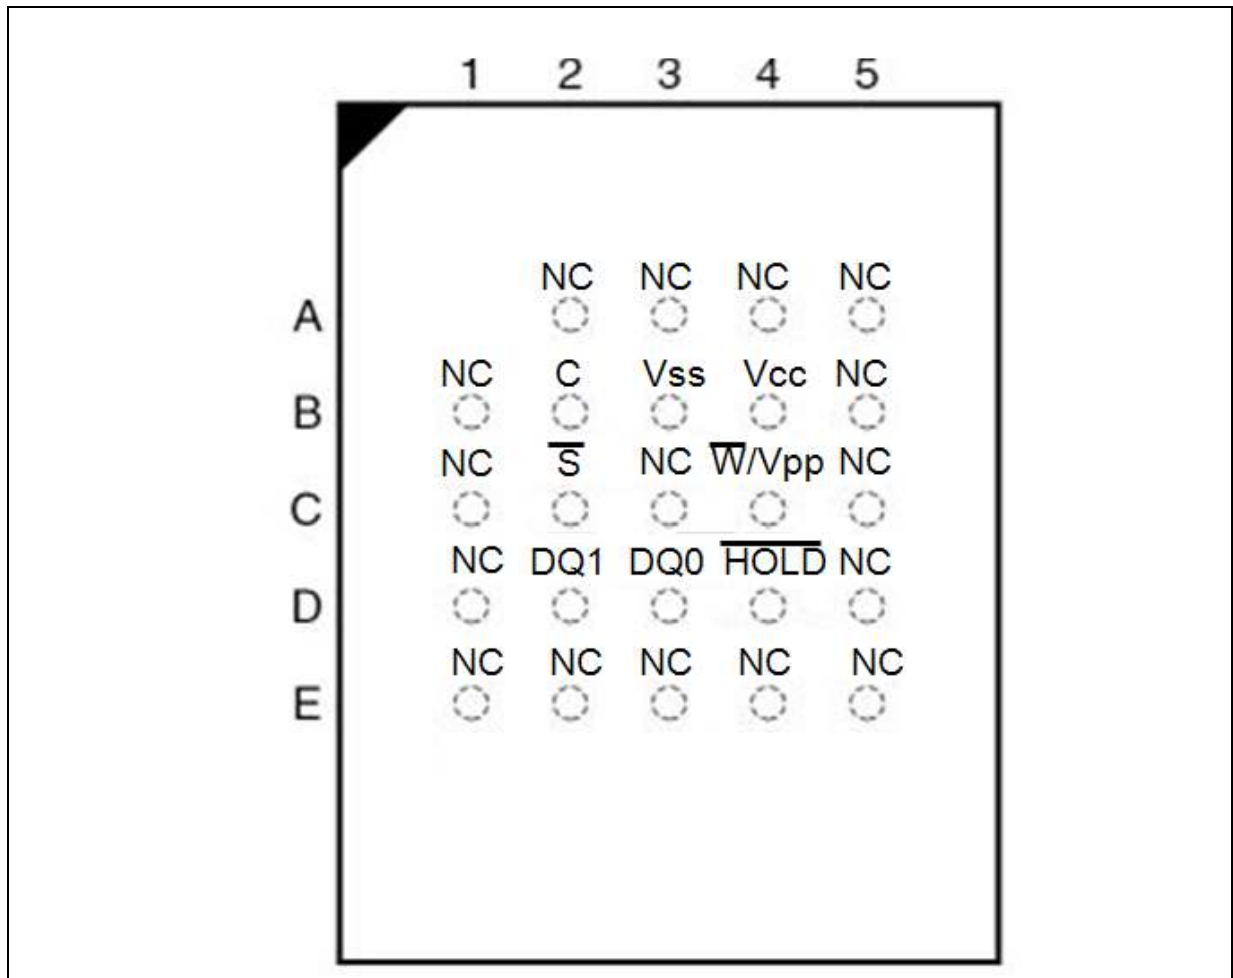 1 2 3 4 5
NC NC NC NC
A
NC C Vss Vcc NC
B
NC S̅ NC W̅/Vpp NC
C
NC DQ1 DQ0 H̅O̅L̅D̅ NC
D
NC NC NC NC NC
E